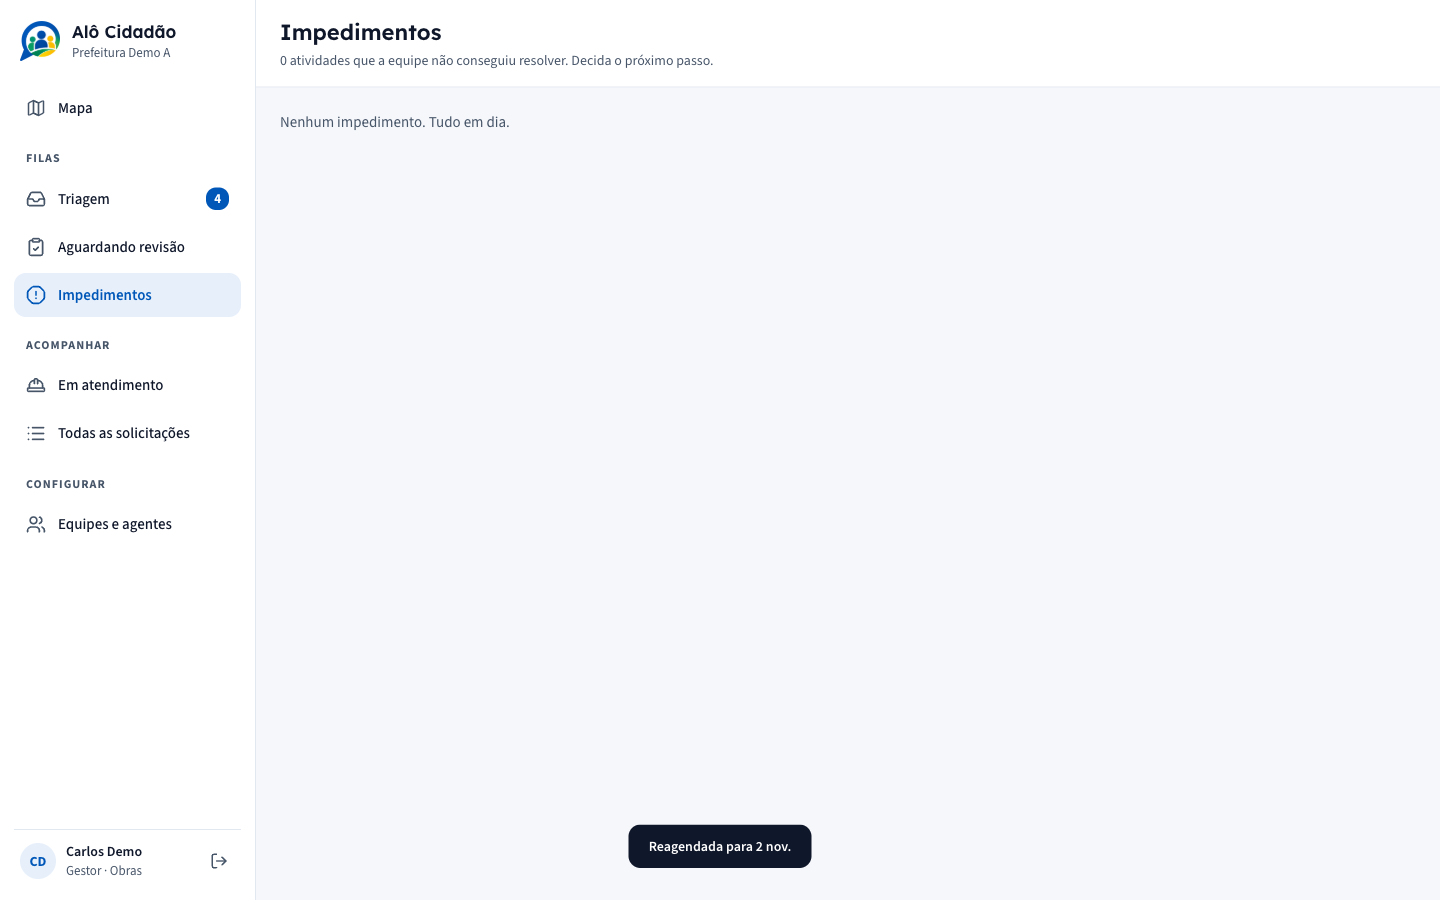 Alô Cidadão
Prefeitura Demo A
Mapa
FILAS
Triagem 4
Aguardando revisão
Impedimentos
ACOMPANHAR
Em atendimento
Todas as solicitações
CONFIGURAR
Equipes e agentes
CD
Carlos Demo
Gestor · Obras
Impedimentos
0 atividades que a equipe não conseguiu resolver. Decida o próximo passo.
Nenhum impedimento. Tudo em dia.
Reagendada para 2 nov.